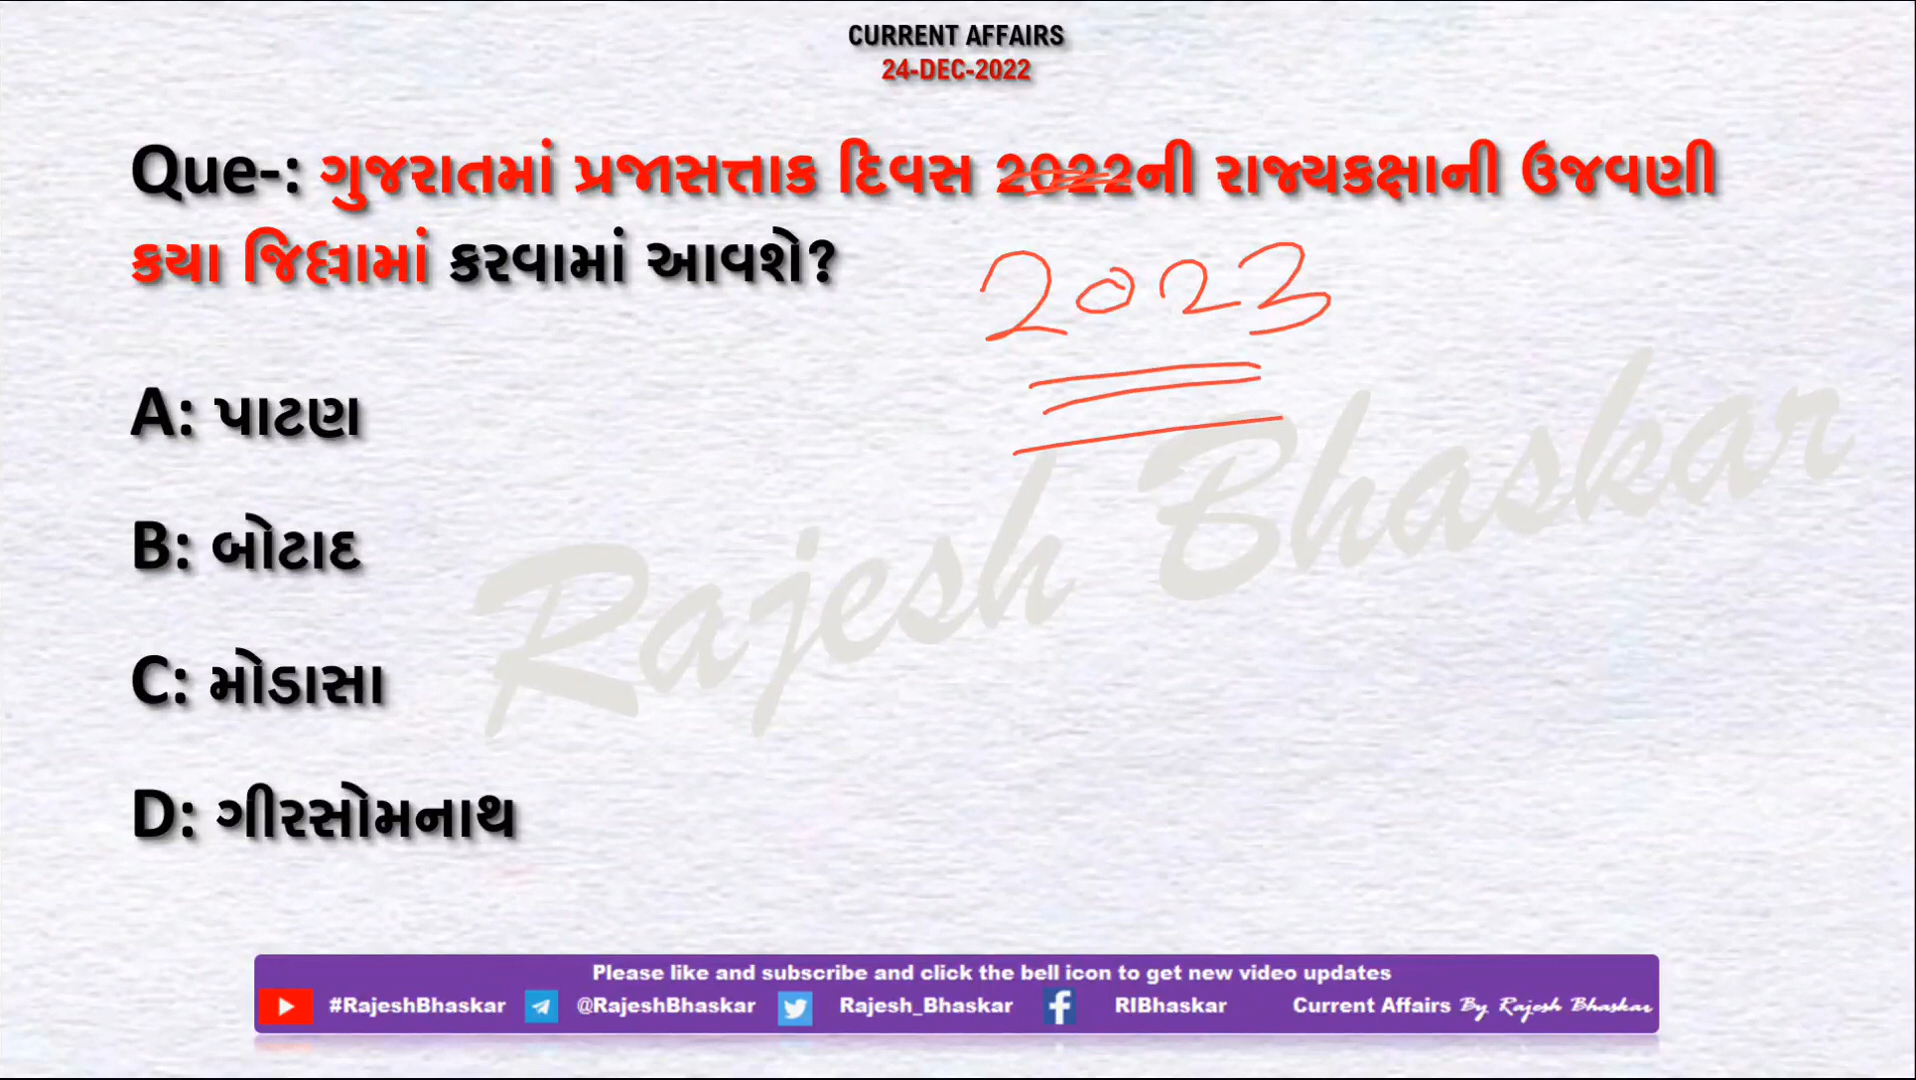 CURRENT AFFAIRS
24-DEC-2022
Que-: ગુજરાતમાં પ્રજાસત્તાક દિવસ 2022ની રાજ્યકક્ષાની ઉજવણી
કયા જિલ્લામાં કરવામાં આવશે?
2023
A: પાટણ
B: બોટાદ
C: મોડાસા
D: ગીરસોમનાથ
Rajesh Bhaskar
Please like and subscribe and click the bell icon to get new video updates
#RajeshBhaskar @RajeshBhaskar Rajesh_Bhaskar RIBhaskar Current Affairs By Rajesh Bhaskar